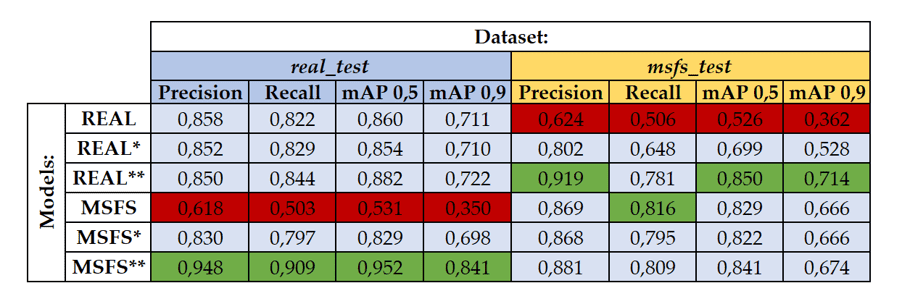 Dataset:
real_test msfs_test
Precision Recall mAP 0,5 mAP 0,9 Precision Recall mAP 0,5 mAP 0,9
Models:
REAL 0,858 0,822 0,860 0,711 0,624 0,506 0,526 0,362
REAL* 0,852 0,829 0,854 0,710 0,802 0,648 0,699 0,528
REAL** 0,850 0,844 0,882 0,722 0,919 0,781 0,850 0,714
MSFS 0,618 0,503 0,531 0,350 0,869 0,816 0,829 0,666
MSFS* 0,830 0,797 0,829 0,698 0,868 0,795 0,822 0,666
MSFS** 0,948 0,909 0,952 0,841 0,881 0,809 0,841 0,674